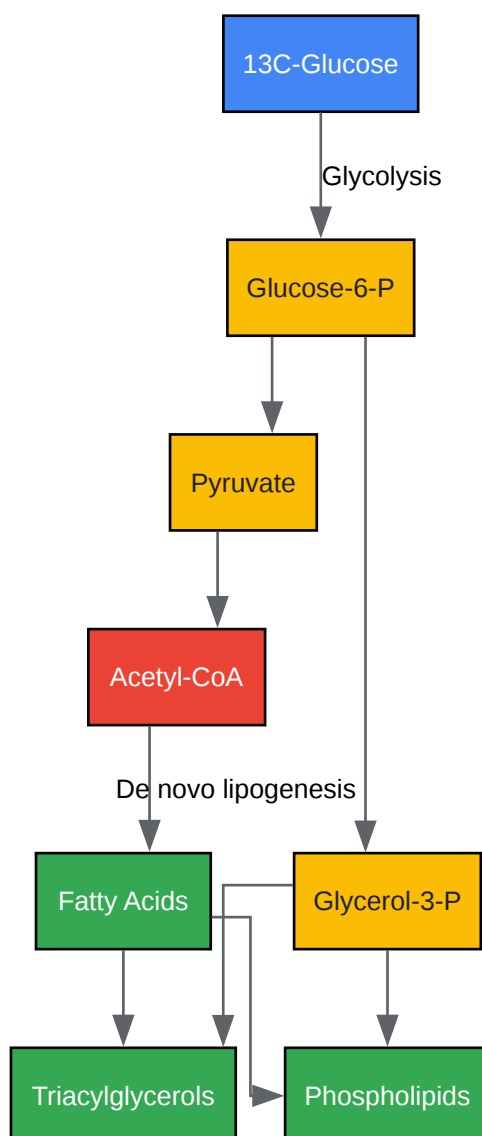 13C-Glucose
Glycolysis
Glucose-6-P
Pyruvate
Acetyl-CoA
De novo lipogenesis
Fatty Acids
Glycerol-3-P
Triacylglycerols
Phospholipids